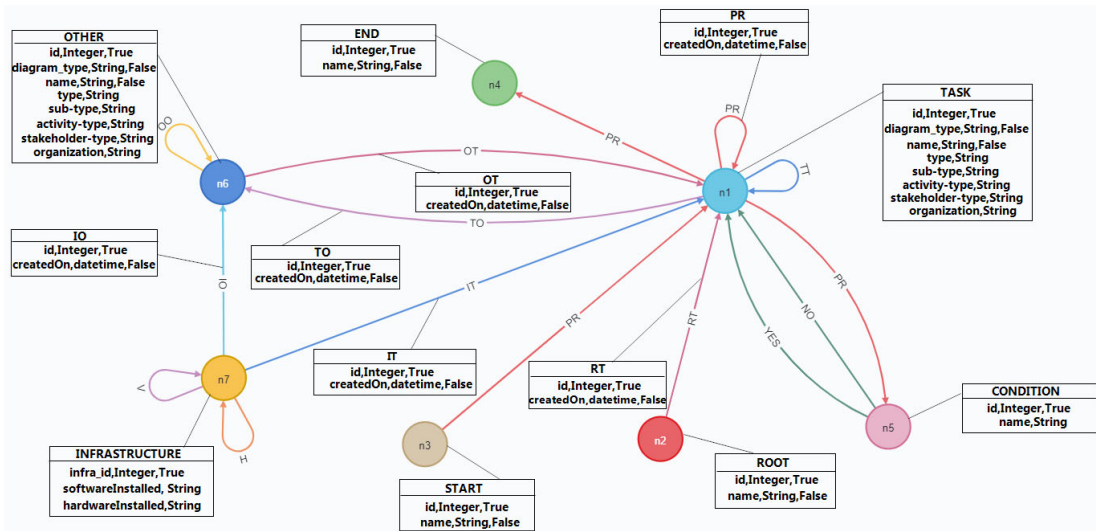 OTHER
id,Integer,True
diagram_type,String,False
name,String,False
type,String
sub-type,String
activity-type,String
stakeholder-type,String
organization,String
END
id,Integer,True
name,String,False
PR
id,Integer,True
createdOn,datetime,False
TASK
id,Integer,True
diagram_type,String,False
name,String,False
type,String
sub-type,String
activity-type,String
stakeholder-type,String
organization,String
n4
PR
PR
TT
OO
n6
OT
n1
OT
id,Integer,True
createdOn,datetime,False
TO
IO
id,Integer,True
createdOn,datetime,False
TO
id,Integer,True
createdOn,datetime,False
IO
IT
PR
RT
YES
NO
PR
IT
id,Integer,True
createdOn,datetime,False
RT
id,Integer,True
createdOn,datetime,False
n7
V
H
CONDITION
id,Integer,True
name,String
n3
n2
n5
INFRASTRUCTURE
infra_id,Integer,True
softwareInstalled, String
hardwareInstalled,String
START
id,Integer,True
name,String,False
ROOT
id,Integer,True
name,String,False